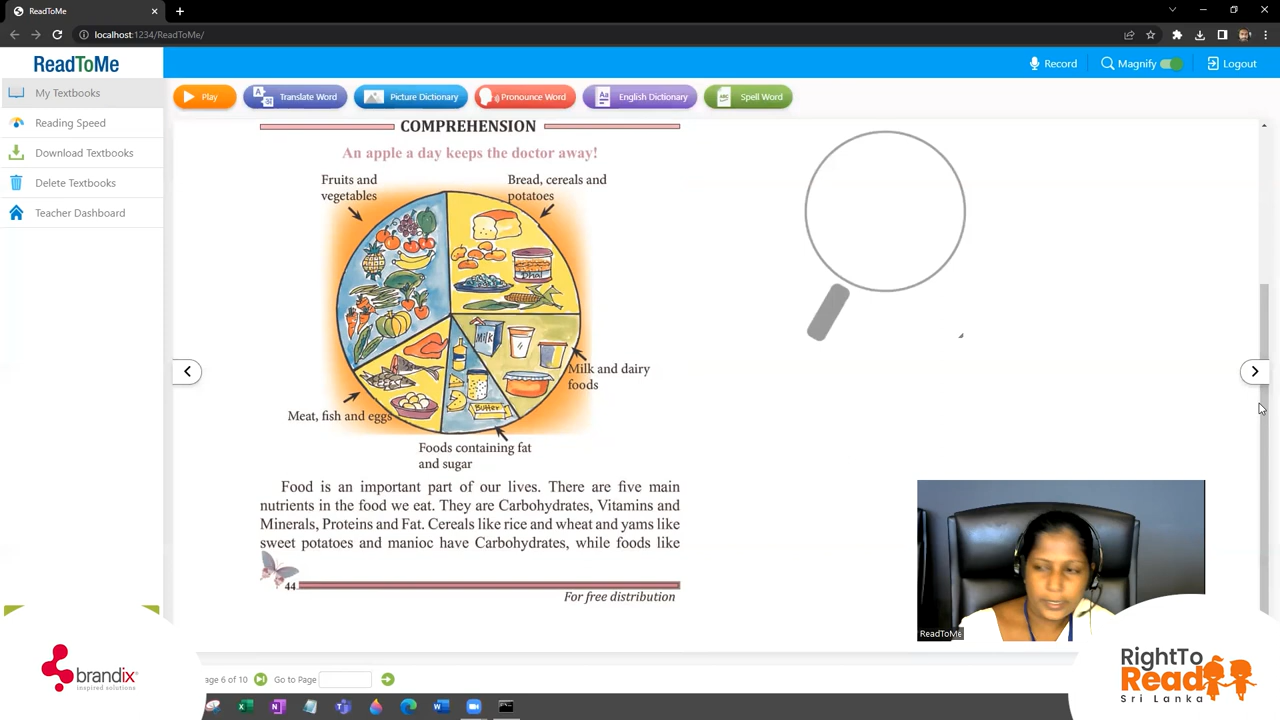 ReadToMe
localhost:1234/ReadToMe/
ReadToMe
Record
Magnify
Logout
My Textbooks
Reading Speed
Download Textbooks
Delete Textbooks
Teacher Dashboard
Play
Translate Word
Picture Dictionary
Pronounce Word
English Dictionary
Spell Word
COMPREHENSION
An apple a day keeps the doctor away!
Fruits and
vegetables
Bread, cereals and
potatoes
Dhal
Milk
Butter
Milk and dairy
foods
Meat, fish and eggs
Foods containing fat
and sugar
Food is an important part of our lives. There are five main
nutrients in the food we eat. They are Carbohydrates, Vitamins and
Minerals, Proteins and Fat. Cereals like rice and wheat and yams like
sweet potatoes and manioc have Carbohydrates, while foods like
44
For free distribution
ReadToMe
age 6 of 10
Go to Page
brandix
inspired solutions
RightTo
Read
Sri Lanka